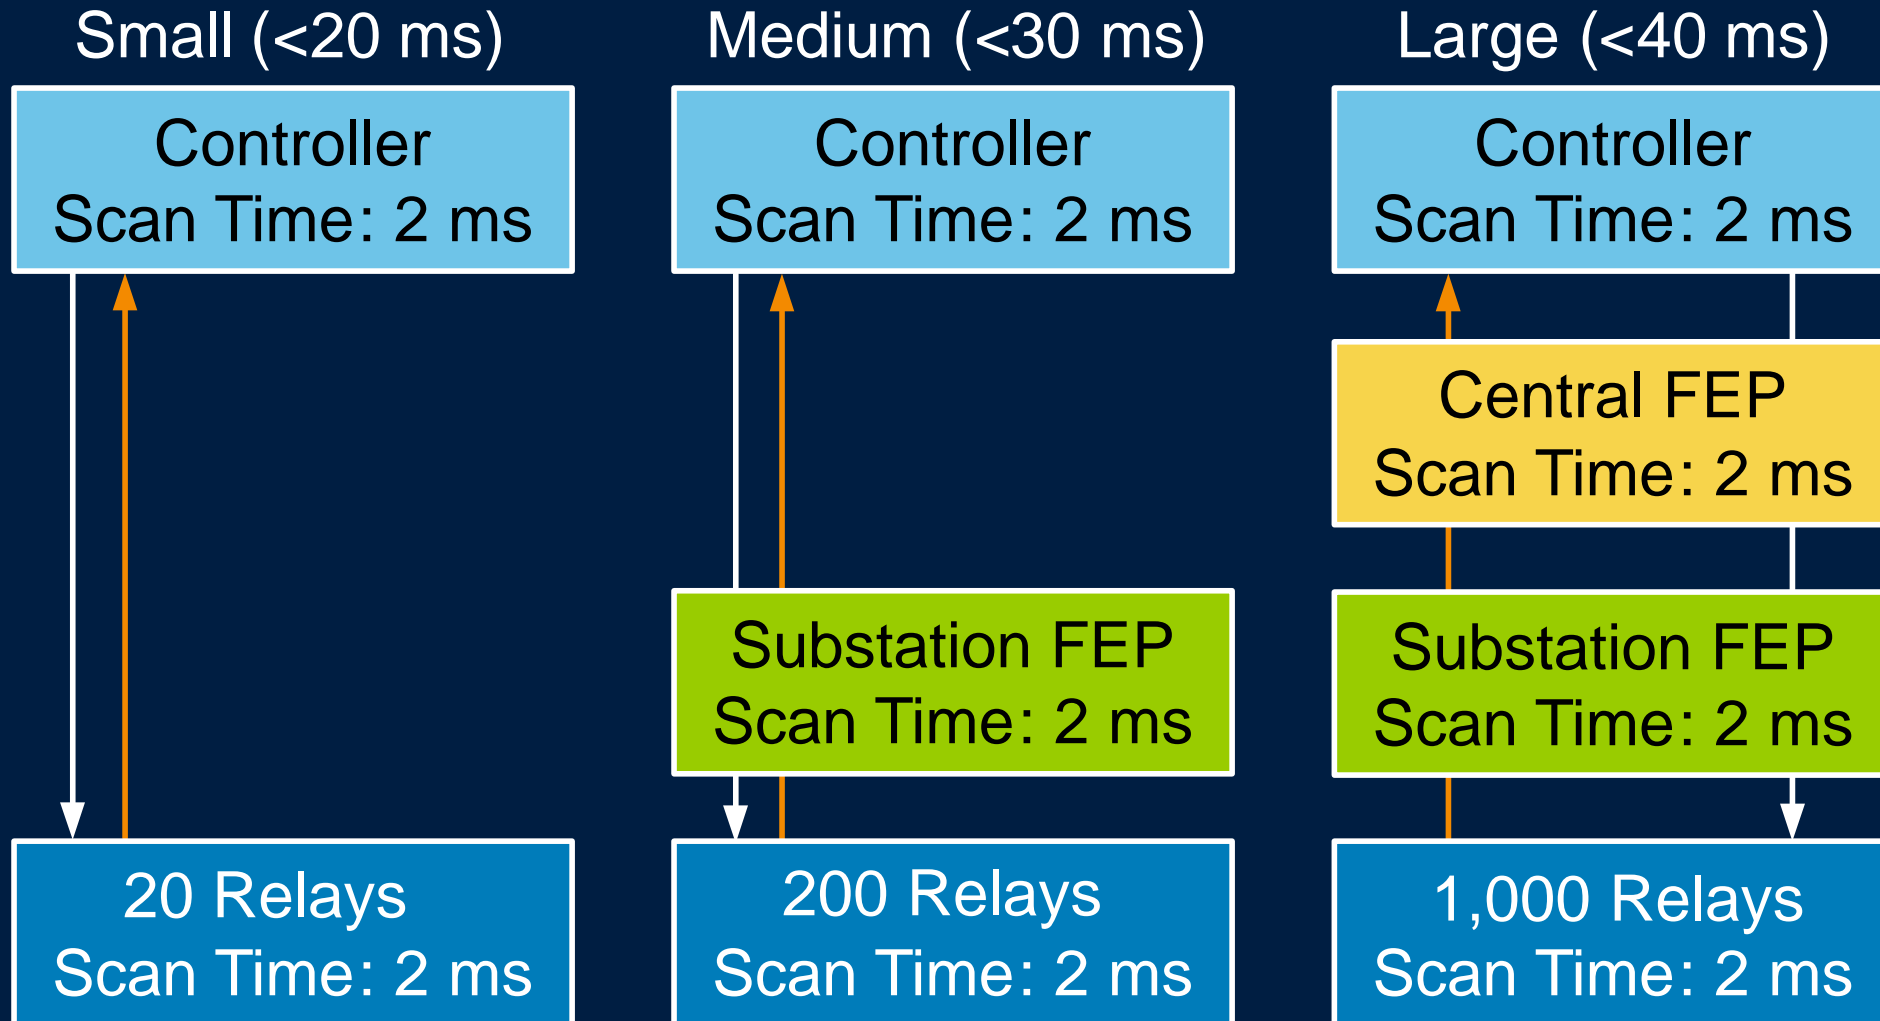 Small (<20 ms)
Controller
Scan Time: 2 ms
20 Relays
Scan Time: 2 ms
Medium (<30 ms)
Controller
Scan Time: 2 ms
Substation FEP
Scan Time: 2 ms
200 Relays
Scan Time: 2 ms
Large (<40 ms)
Controller
Scan Time: 2 ms
Central FEP
Scan Time: 2 ms
Substation FEP
Scan Time: 2 ms
1,000 Relays
Scan Time: 2 ms